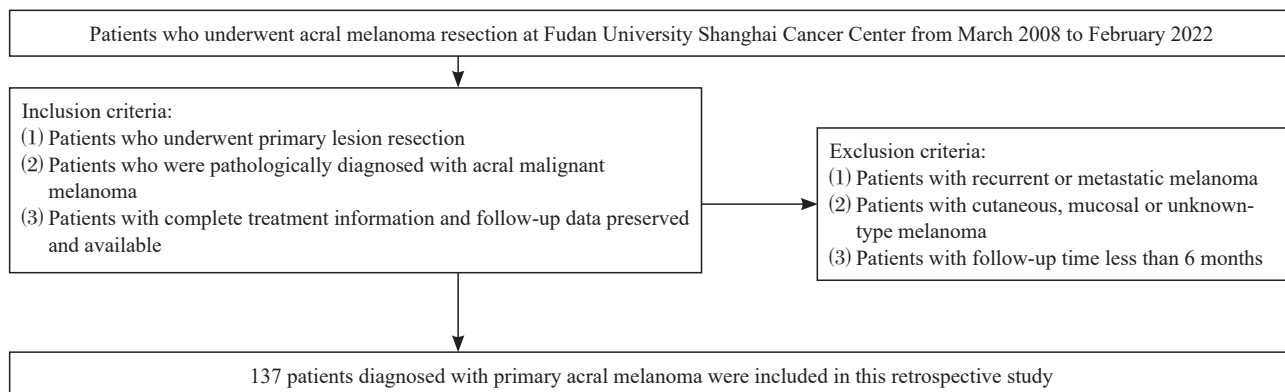 Patients who underwent acral melanoma resection at Fudan University Shanghai Cancer Center from March 2008 to February 2022
Inclusion criteria:
(1) Patients who underwent primary lesion resection
(2) Patients who were pathologically diagnosed with acral malignant
melanoma
(3) Patients with complete treatment information and follow-up data preserved
and available
Exclusion criteria:
(1) Patients with recurrent or metastatic melanoma
(2) Patients with cutaneous, mucosal or unknown-
type melanoma
(3) Patients with follow-up time less than 6 months
137 patients diagnosed with primary acral melanoma were included in this retrospective study